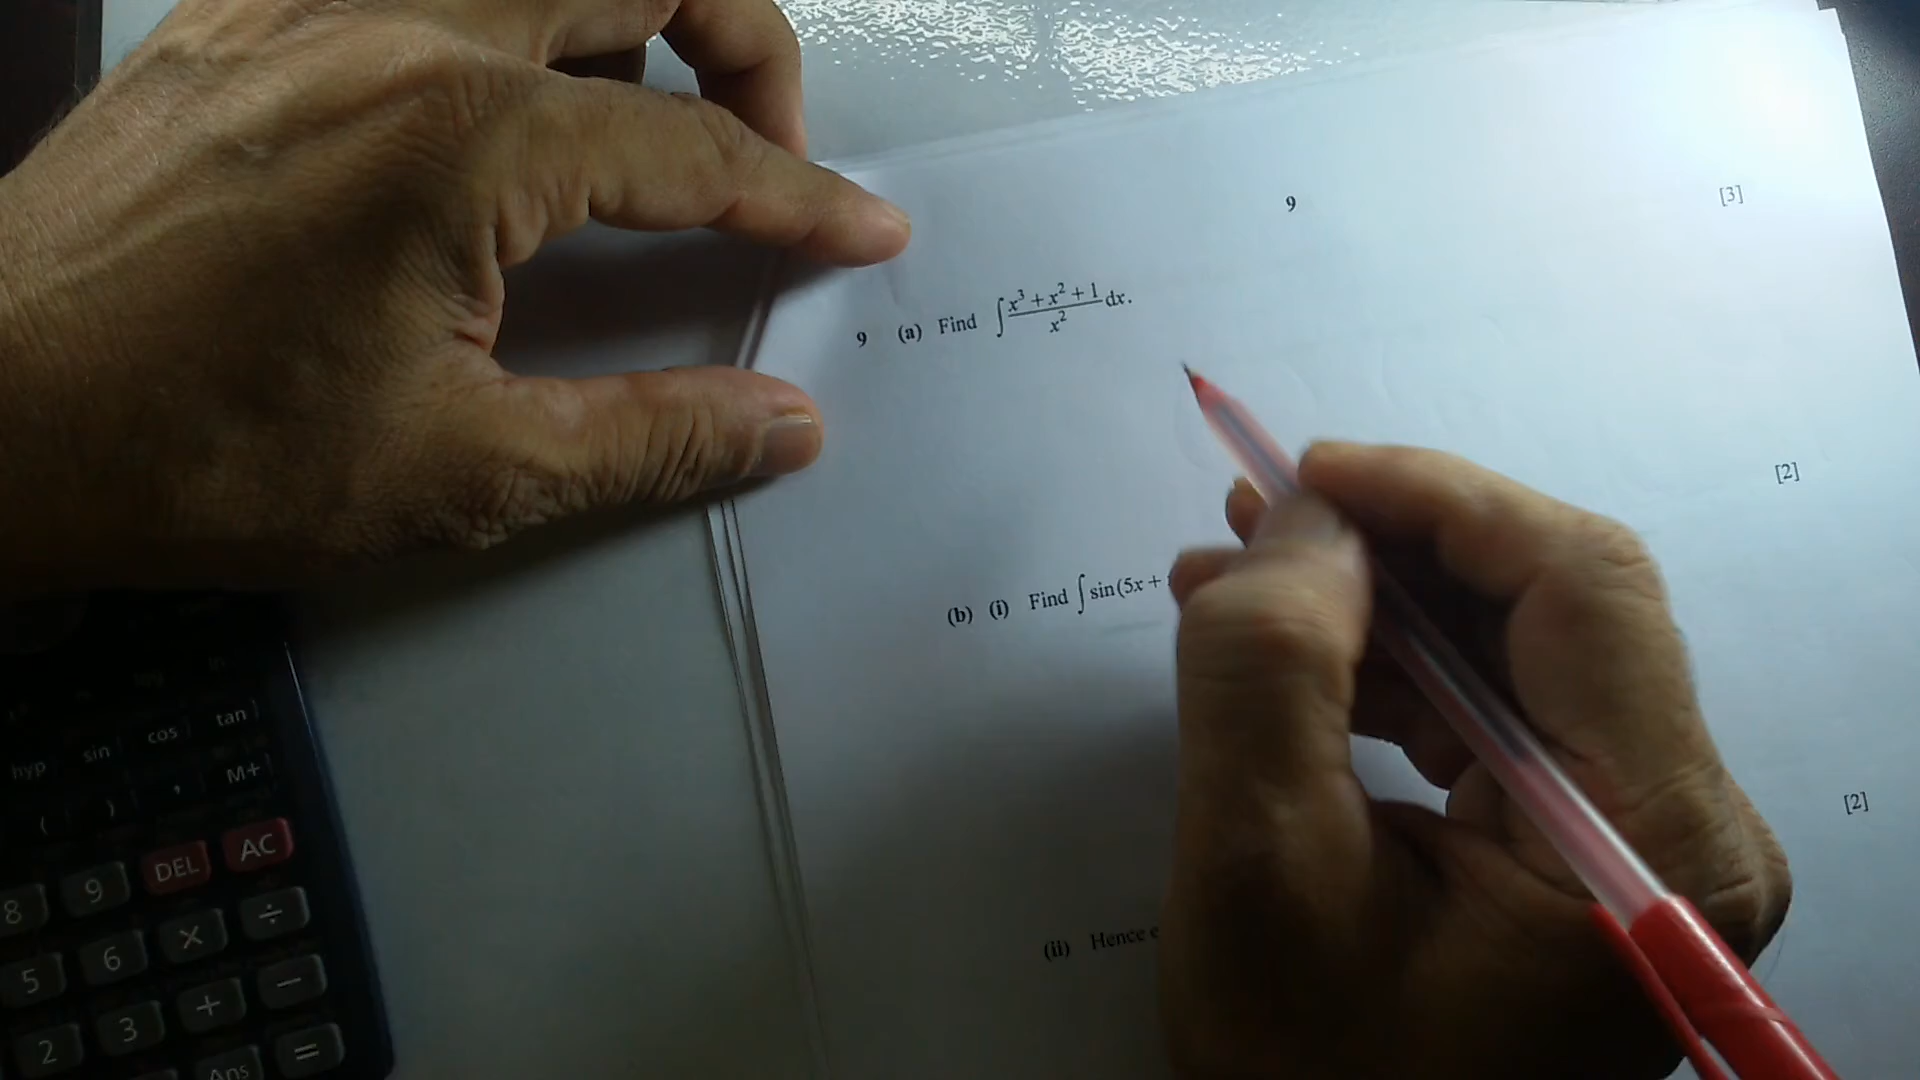 9
[3]
9 (a) Find ∫ (x³ + x² + 1)/x² dx.
[2]
(b) (i) Find ∫ sin(5x +
[2]
(ii) Hence
hyp sin cos tan
( ) , M+
8 9 DEL AC
5 6 × ÷
2 3 + −
Ans =